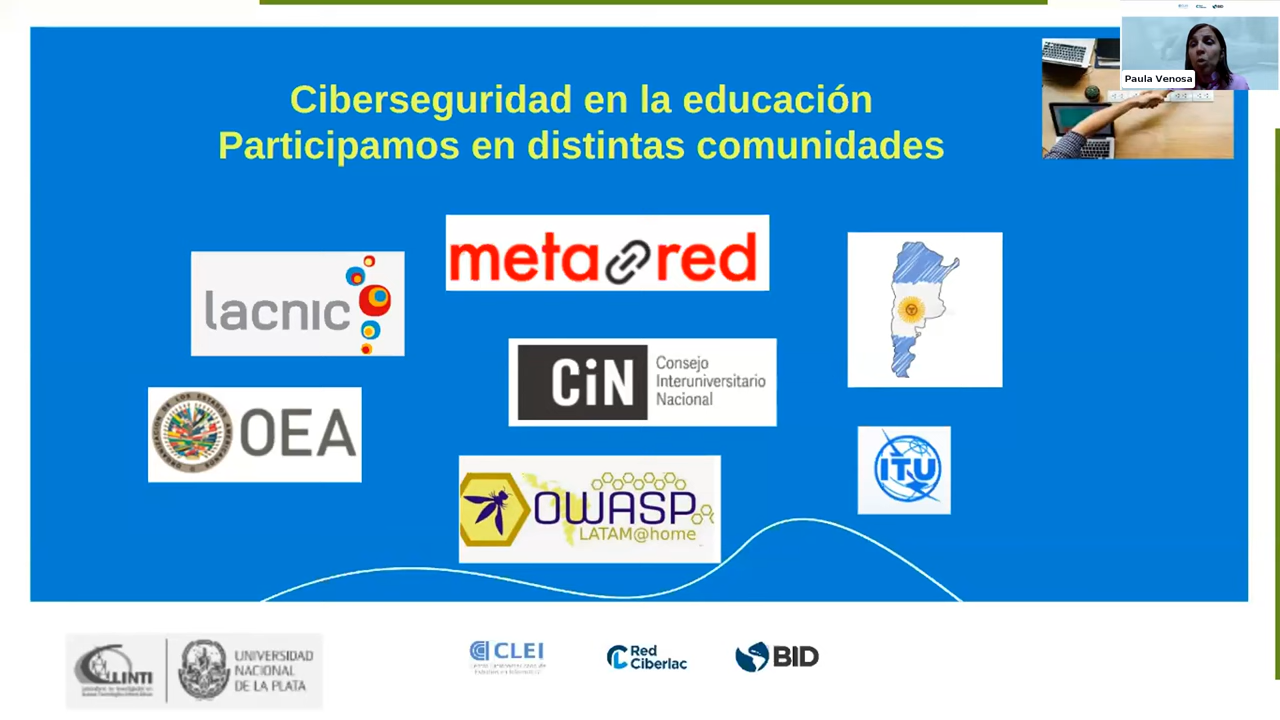 Paula Venosa
Ciberseguridad en la educación
Participamos en distintas comunidades
meta red
lacnic
CiN
Consejo
Interuniversitario
Nacional
OEA
ITU
OWASP
LATAM@home
LINTI
UNIVERSIDAD
NACIONAL
DE LA PLATA
CLEI
Red
Ciberlac
BID